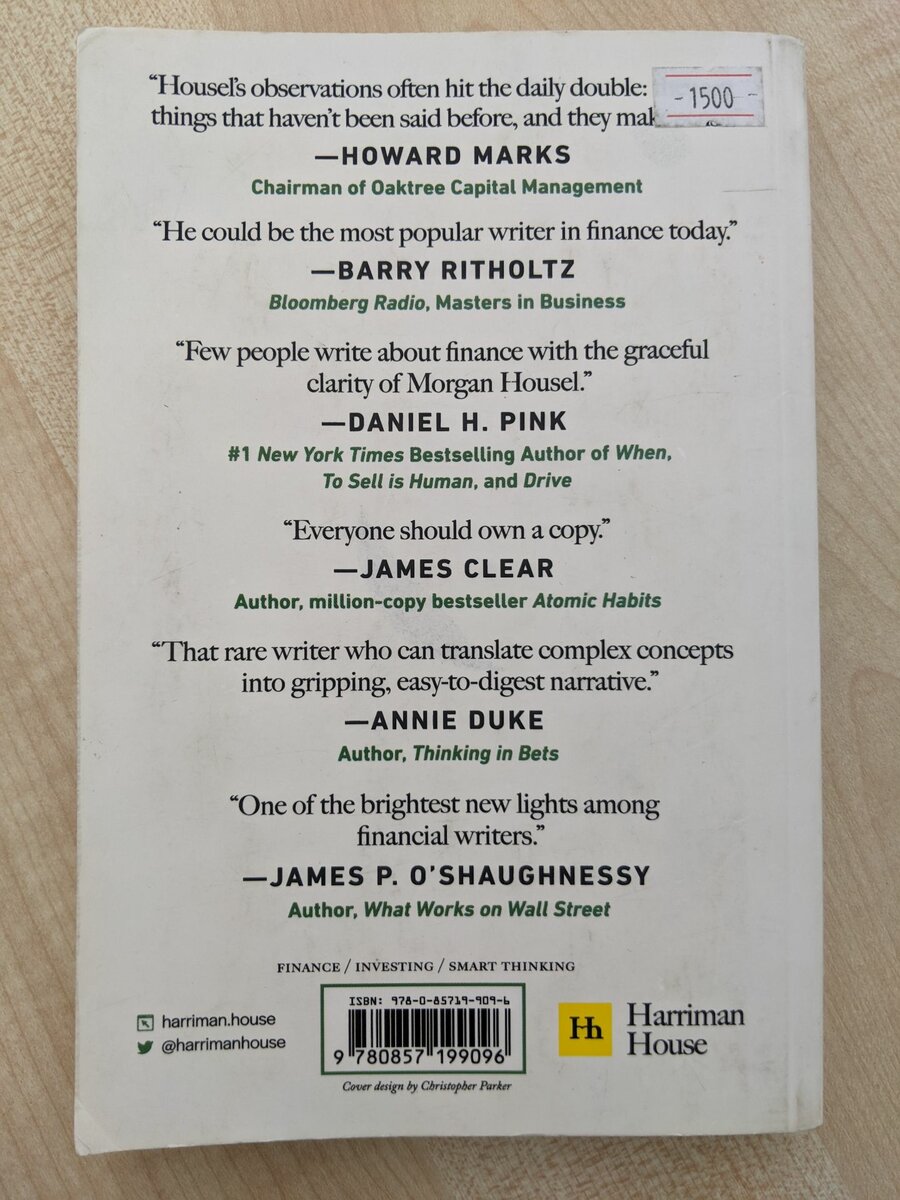 “Housel’s observations often hit the daily double:
-1500-
things that haven’t been said before, and they
—HOWARD MARKS
Chairman of Oaktree Capital Management
“He could be the most popular writer in finance today.”
—BARRY RITHOLTZ
Bloomberg Radio, Masters in Business
“Few people write about finance with the graceful
clarity of Morgan Housel.”
—DANIEL H. PINK
#1 New York Times Bestselling Author of When,
To Sell is Human, and Drive
“Everyone should own a copy.”
—JAMES CLEAR
Author, million-copy bestseller Atomic Habits
“That rare writer who can translate complex concepts
into gripping, easy-to-digest narrative.”
—ANNIE DUKE
Author, Thinking in Bets
“One of the brightest new lights among
financial writers.”
—JAMES P. O’SHAUGHNESSY
Author, What Works on Wall Street
FINANCE / INVESTING / SMART THINKING
harriman.house
@harrimanhouse
ISBN: 978-0-85719-909-6
9 780857 199096
Cover design by Christopher Parker
Hh
Harriman
House